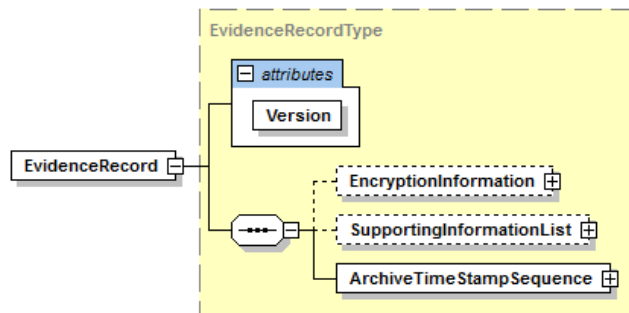 EvidenceRecordType
attributes
Version
EvidenceRecord
EncryptionInformation
SupportingInformationList
ArchiveTimeStampSequence